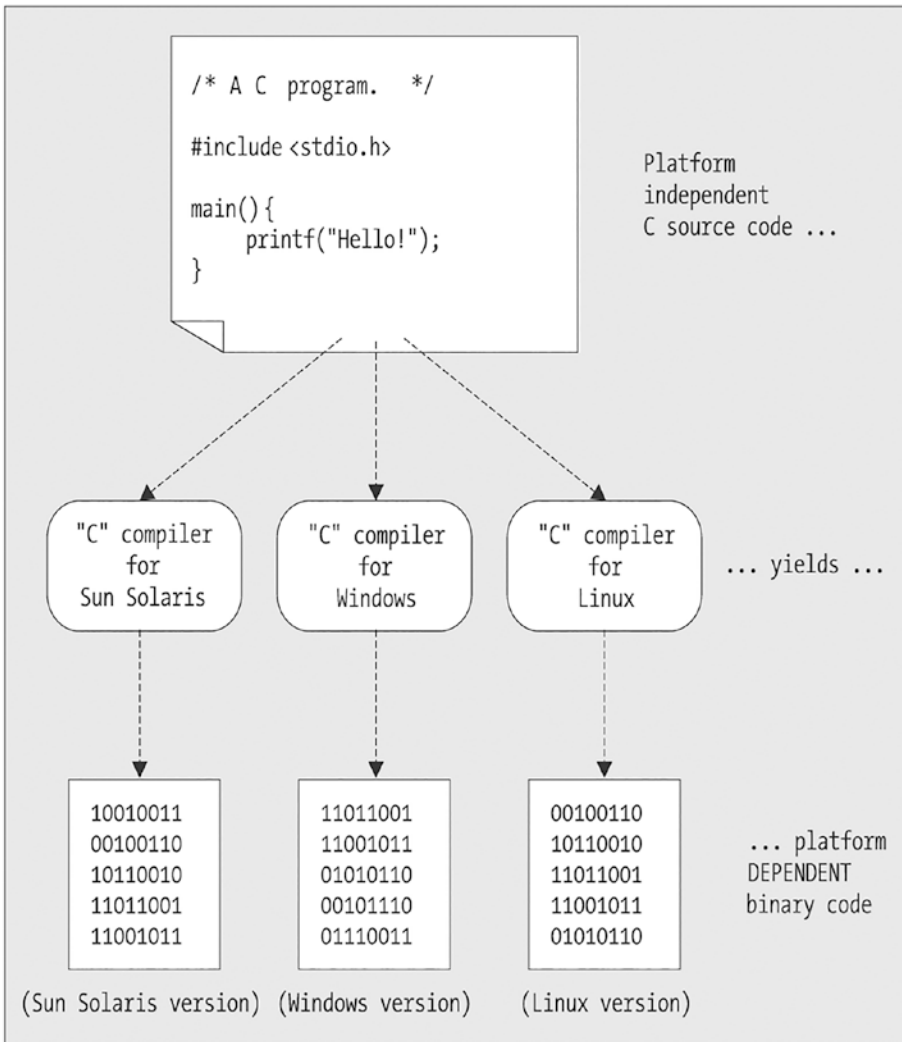 /* A C program. */
#include <stdio.h>
main(){
printf("Hello!");
}
Platform
independent
C source code ...
"C" compiler
for
Sun Solaris
"C" compiler
for
Windows
"C" compiler
for
Linux
... yields ...
10010011
00100110
10110010
11011001
11001011
11011001
11001011
01010110
00101110
01110011
00100110
10110010
11011001
11001011
01010110
... platform
DEPENDENT
binary code
(Sun Solaris version)
(Windows version)
(Linux version)